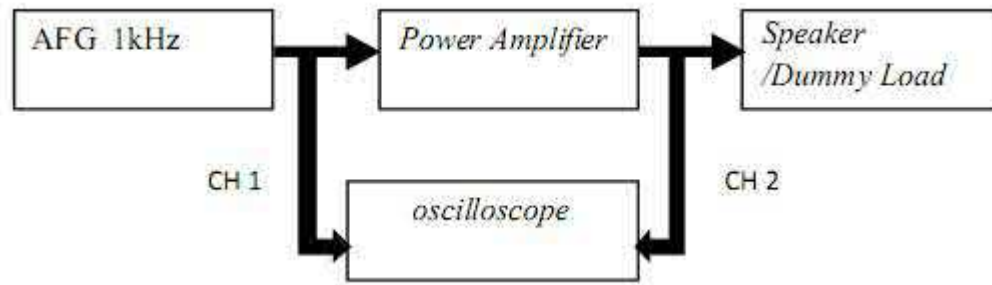 AFG 1kHz
Power Amplifier
Speaker
/Dummy Load
CH 1
CH 2
oscilloscope